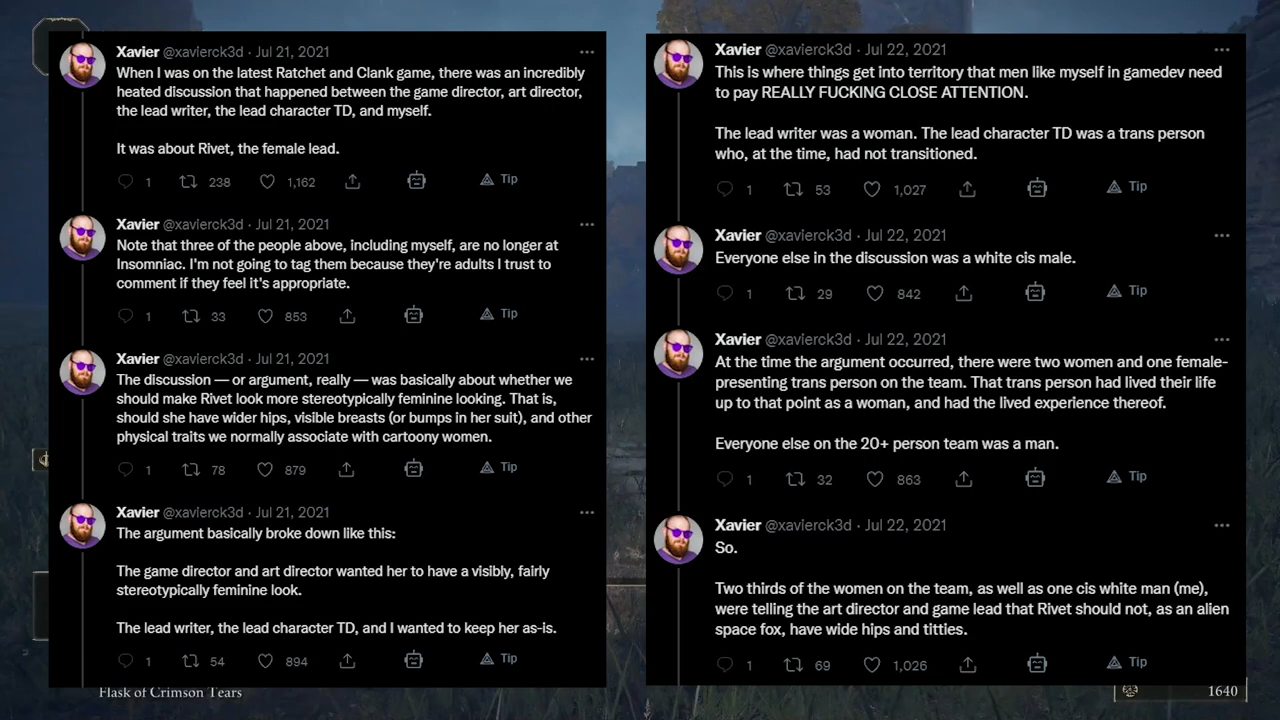 Xavier @xavierck3d · Jul 21, 2021
When I was on the latest Ratchet and Clank game, there was an incredibly
heated discussion that happened between the game director, art director,
the lead writer, the lead character TD, and myself.
It was about Rivet, the female lead.
1 238 1,162 Tip
Xavier @xavierck3d · Jul 21, 2021
Note that three of the people above, including myself, are no longer at
Insomniac. I'm not going to tag them because they're adults I trust to
comment if they feel it's appropriate.
1 33 853 Tip
Xavier @xavierck3d · Jul 21, 2021
The discussion — or argument, really — was basically about whether we
should make Rivet look more stereotypically feminine looking. That is,
should she have wider hips, visible breasts (or bumps in her suit), and other
physical traits we normally associate with cartoony women.
1 78 879 Tip
Xavier @xavierck3d · Jul 21, 2021
The argument basically broke down like this:
The game director and art director wanted her to have a visibly, fairly
stereotypically feminine look.
The lead writer, the lead character TD, and I wanted to keep her as-is.
1 54 894 Tip
Xavier @xavierck3d · Jul 22, 2021
This is where things get into territory that men like myself in gamedev need
to pay REALLY FUCKING CLOSE ATTENTION.
The lead writer was a woman. The lead character TD was a trans person
who, at the time, had not transitioned.
1 53 1,027 Tip
Xavier @xavierck3d · Jul 22, 2021
Everyone else in the discussion was a white cis male.
1 29 842 Tip
Xavier @xavierck3d · Jul 22, 2021
At the time the argument occurred, there were two women and one female-
presenting trans person on the team. That trans person had lived their life
up to that point as a woman, and had the lived experience thereof.
Everyone else on the 20+ person team was a man.
1 32 863 Tip
Xavier @xavierck3d · Jul 22, 2021
So.
Two thirds of the women on the team, as well as one cis white man (me),
were telling the art director and game lead that Rivet should not, as an alien
space fox, have wide hips and titties.
1 69 1,026 Tip
Flask of Crimson Tears
1640